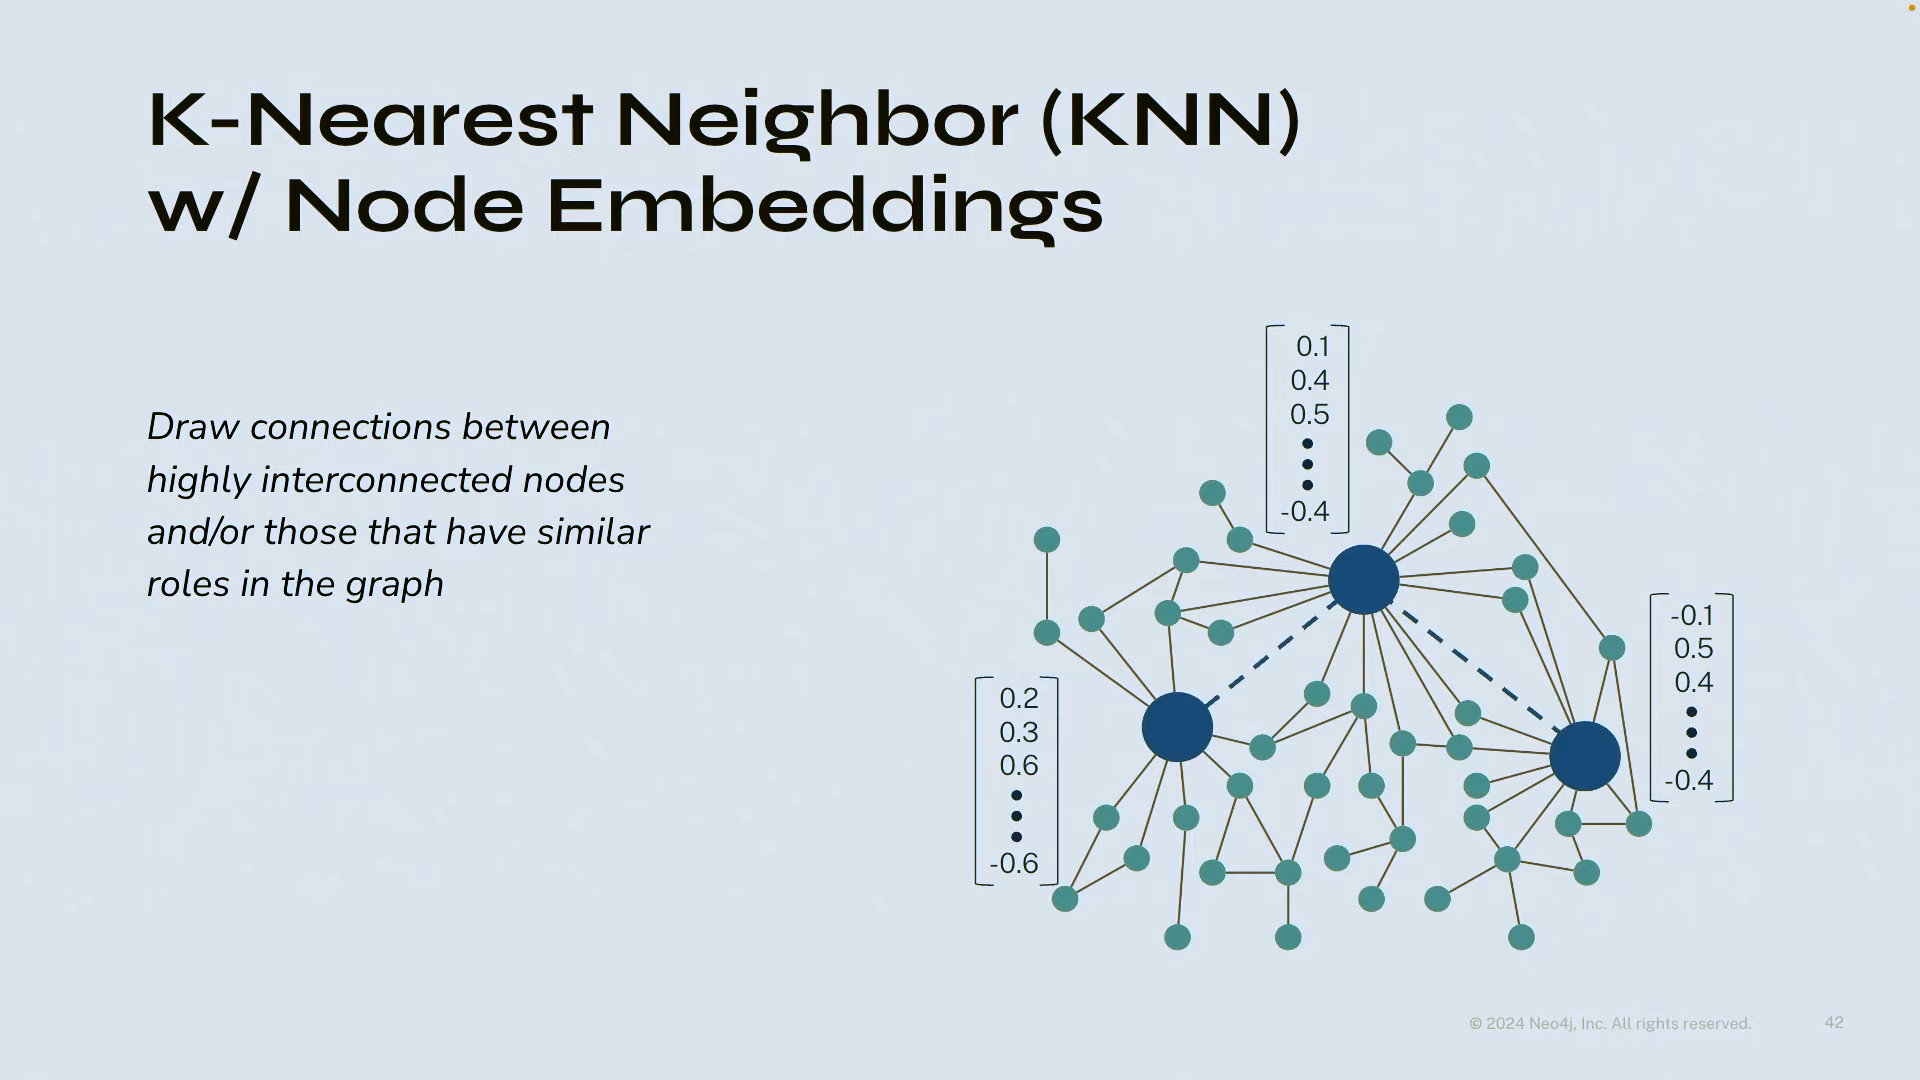 K-Nearest Neighbor (KNN)
w/ Node Embeddings
Draw connections between
highly interconnected nodes
and/or those that have similar
roles in the graph
0.1
0.4
0.5
-0.4
-0.1
0.5
0.4
-0.4
0.2
0.3
0.6
-0.6
© 2024 Neo4j, Inc. All rights reserved.
42